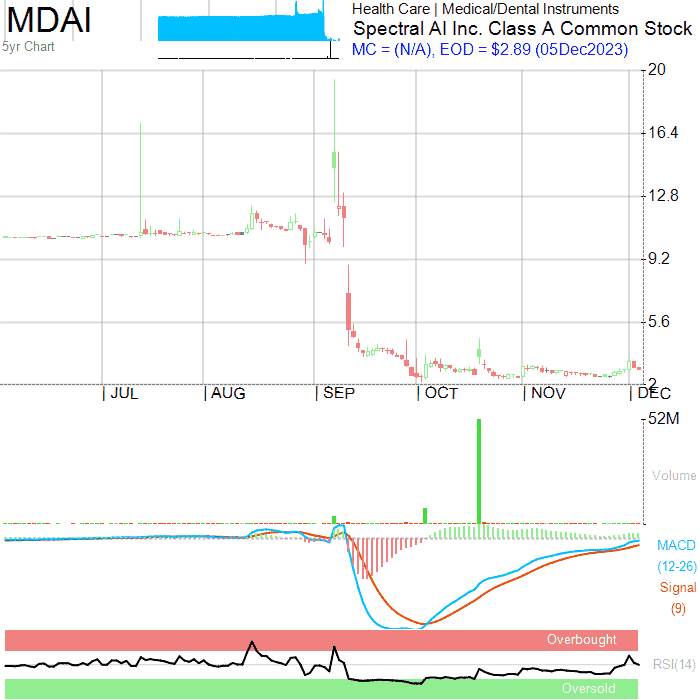 MDAI
5yr Chart
Health Care | Medical/Dental Instruments
Spectral AI Inc. Class A Common Stock
MC = (N/A), EOD = $2.89 (05Dec2023)
20
16.4
12.8
9.2
5.6
2
| JUL | AUG | SEP | OCT | NOV | DEC
52M
Volume
MACD
(12-26)
Signal
(9)
Overbought
RSI(14)
Oversold